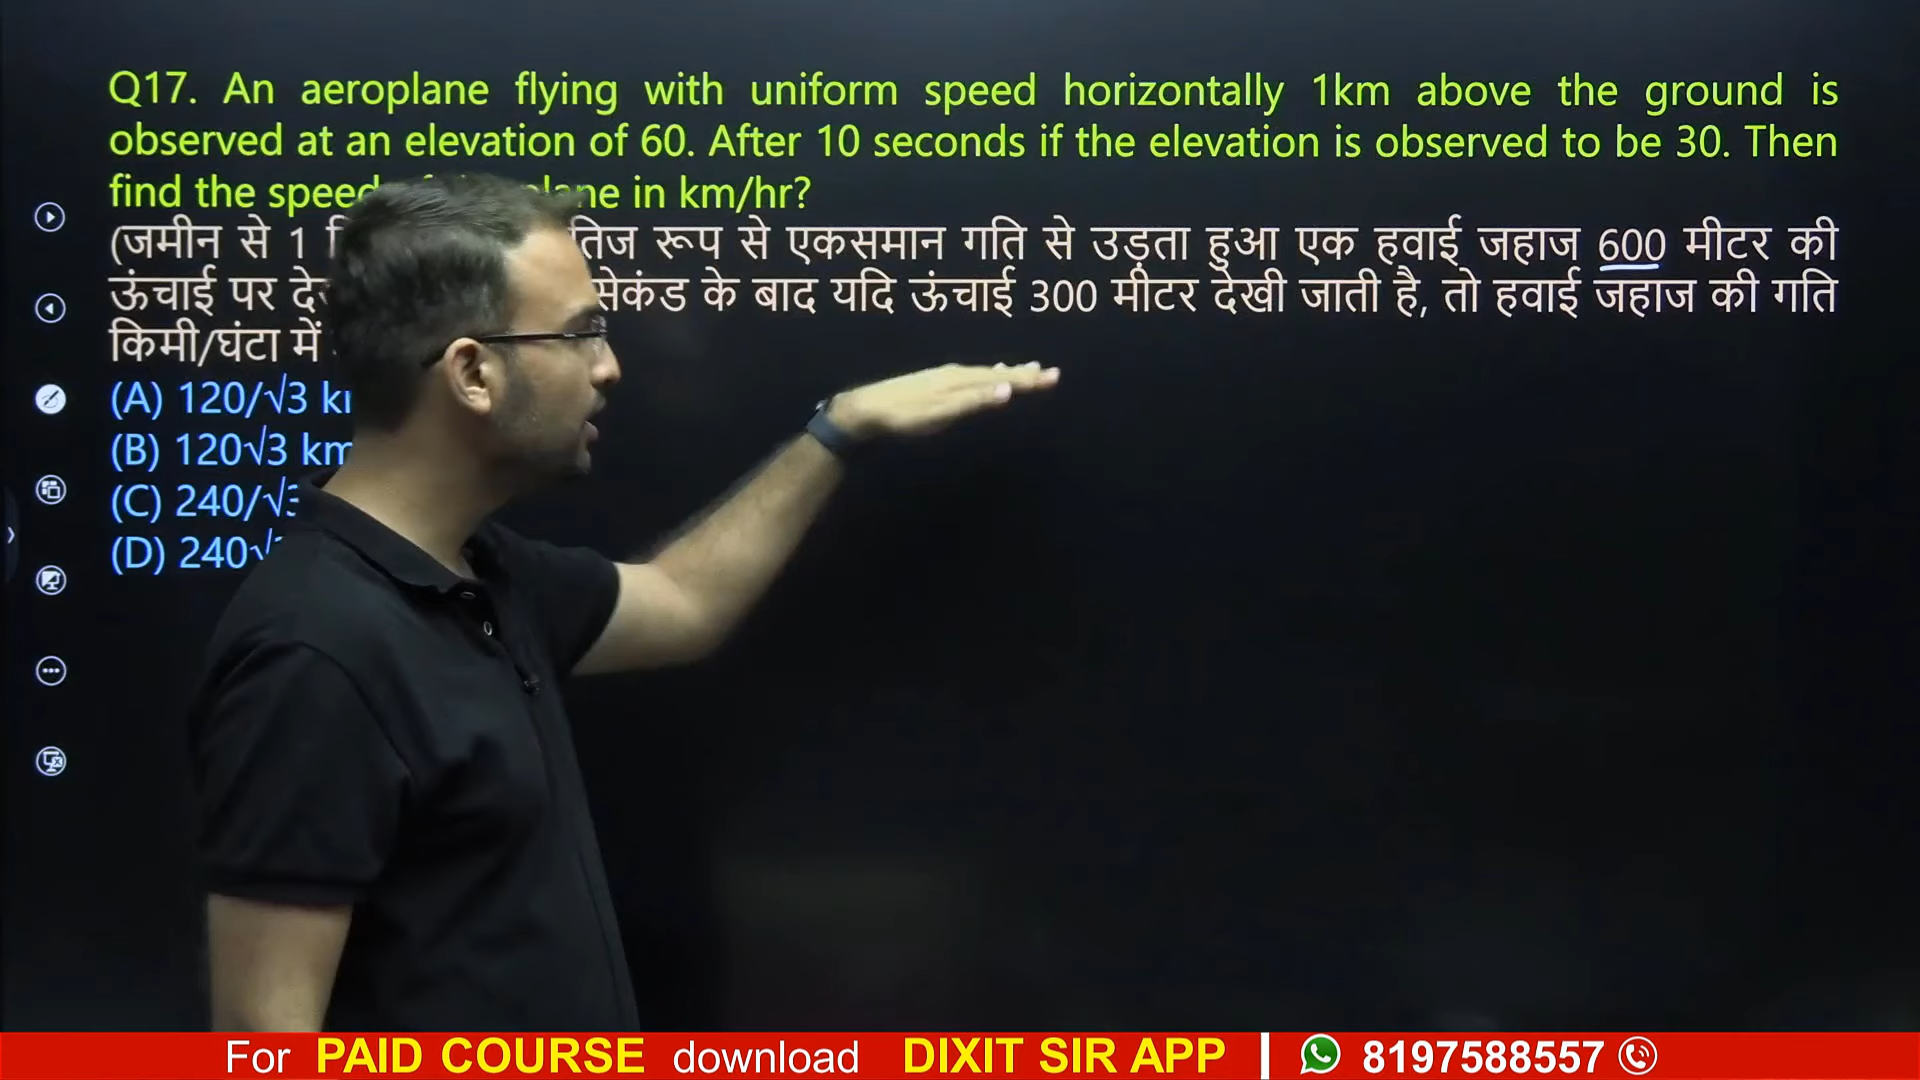 Q17. An aeroplane flying with uniform speed horizontally 1km above the ground is
observed at an elevation of 60. After 10 seconds if the elevation is observed to be 30. Then
find the speed in km/hr?
(जमीन से 1 रूप से एकसमान गति से उड़ता हुआ एक हवाई जहाज 600 मीटर की
ऊंचाई पर सेकंड के बाद यदि ऊंचाई 300 मीटर देखी जाती है, तो हवाई जहाज की गति
किमी/घंटा में
(A) 120/√3
(B) 120√3
(C) 240/√3
(D)
For PAID COURSE download DIXIT SIR APP | 8197588557